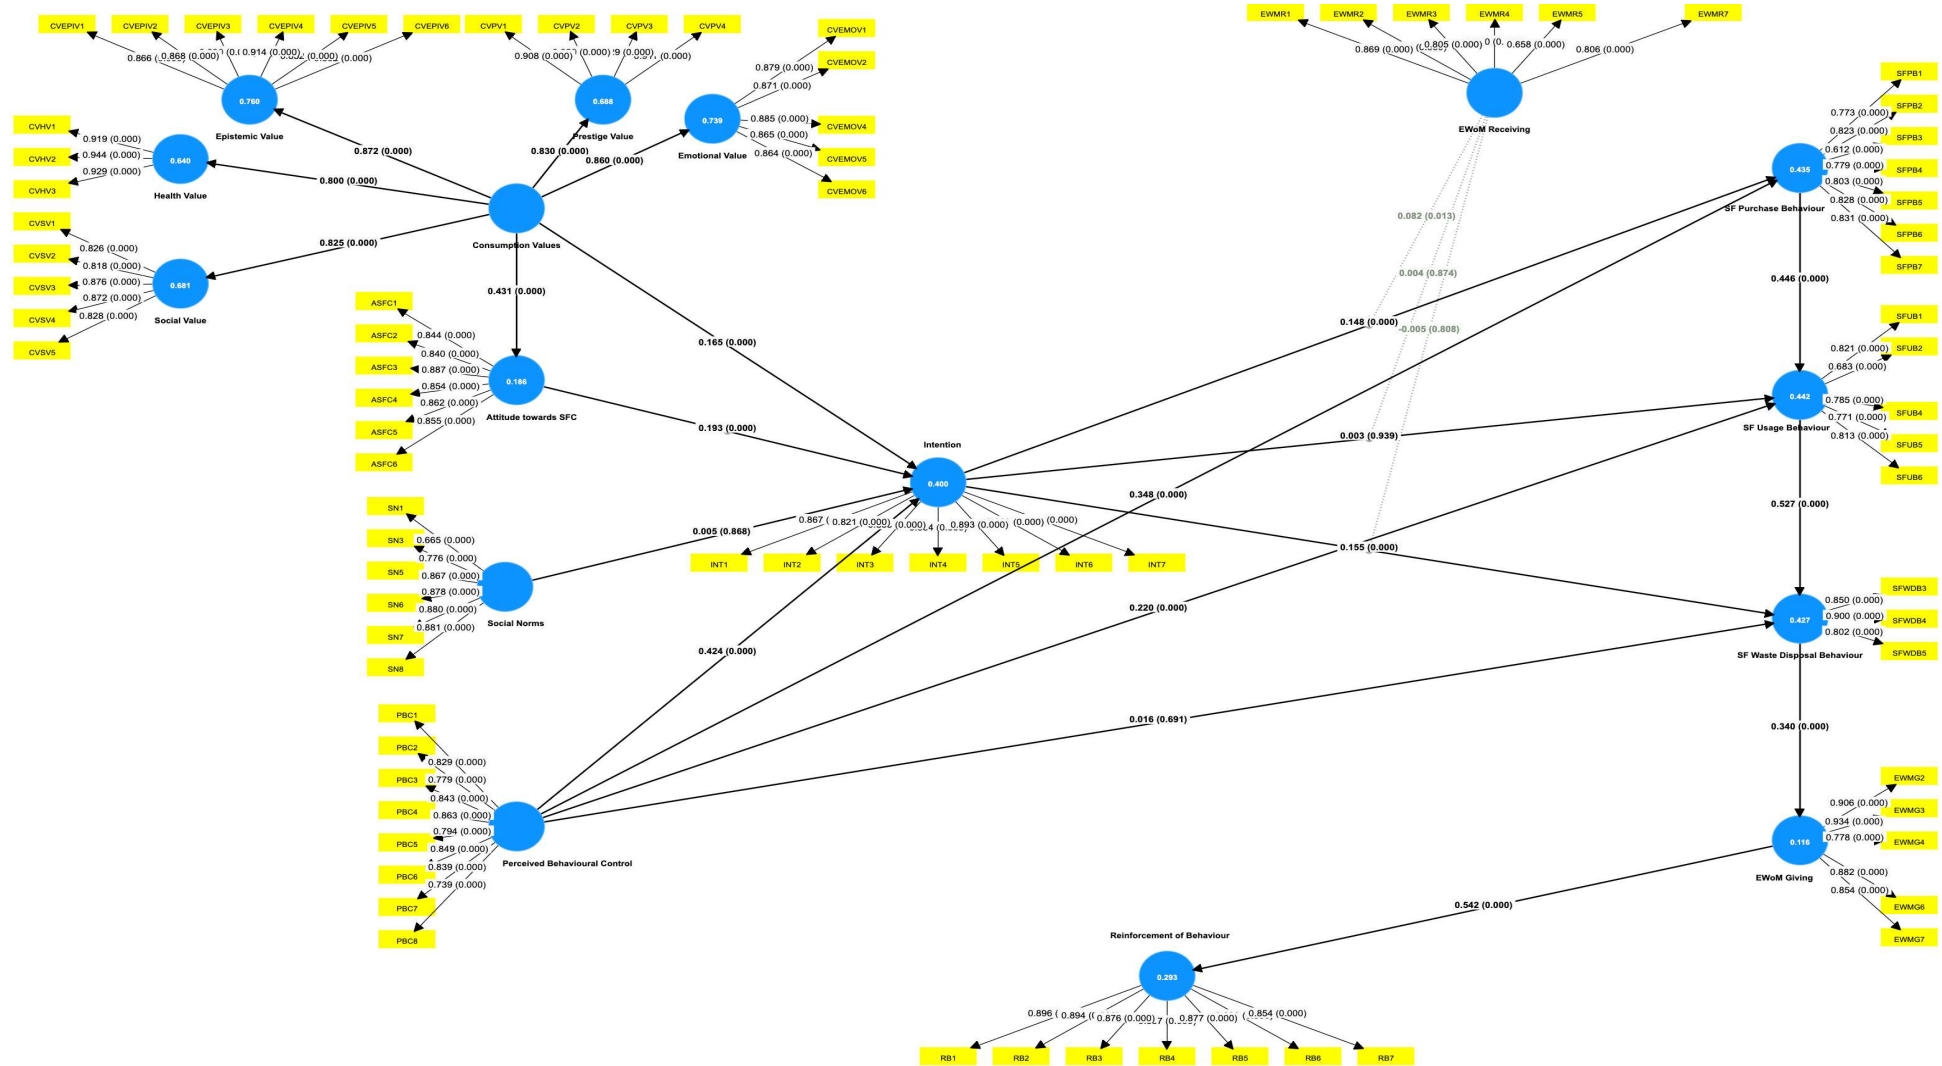 CVEPIV1 CVEPIV2 CVEPIV3 CVEPIV4 CVEPIV5 CVEPIV6
0.868 (0.000) 0.914 (0.000)
0.760
Epistemic Value
CVPV1 CVPV2 CVPV3 CVPV4
0.908 (0.000)
0.688
Prestige Value
CVEMOV1
CVEMOV2
CVEMOV4
CVEMOV5
CVEMOV6
0.879 (0.000)
0.871 (0.000)
0.885 (0.000)
0.865 (0.000)
0.864 (0.000)
0.739
Emotional Value
EWMR1 EWMR2 EWMR3 EWMR4 EWMR5 EWMR7
0.869 (0.000) 0.805 (0.000) 0.658 (0.000) 0.806 (0.000)
EWoM Receiving
CVHV1
CVHV2
CVHV3
0.919 (0.000)
0.944 (0.000)
0.929 (0.000)
0.640
Health Value
CVSV1
CVSV2
CVSV3
CVSV4
CVSV5
0.826 (0.000)
0.818 (0.000)
0.876 (0.000)
0.872 (0.000)
0.828 (0.000)
0.681
Social Value
0.872 (0.000)
0.800 (0.000)
0.825 (0.000)
0.830 (0.000)
0.860 (0.000)
Consumption Values
0.431 (0.000)
0.165 (0.000)
ASFC1
ASFC2
ASFC3
ASFC4
ASFC5
ASFC6
0.844 (0.000)
0.840 (0.000)
0.887 (0.000)
0.854 (0.000)
0.862 (0.000)
0.855 (0.000)
0.186
Attitude towards SFC
0.193 (0.000)
SN1
SN3
SN5
SN6
SN7
SN8
0.665 (0.000)
0.776 (0.000)
0.867 (0.000)
0.878 (0.000)
0.880 (0.000)
0.881 (0.000)
Social Norms
0.005 (0.868)
PBC1
PBC2
PBC3
PBC4
PBC5
PBC6
PBC7
PBC8
0.829 (0.000)
0.779 (0.000)
0.843 (0.000)
0.863 (0.000)
0.794 (0.000)
0.849 (0.000)
0.839 (0.000)
0.739 (0.000)
Perceived Behavioural Control
0.424 (0.000)
0.348 (0.000)
0.220 (0.000)
0.016 (0.691)
Intention
0.400
0.821 (0.000) 0.893 (0.000)
INT1 INT2 INT3 INT4 INT5 INT6 INT7
0.148 (0.000)
0.003 (0.939)
0.155 (0.000)
0.082 (0.013)
0.004 (0.874)
-0.005 (0.808)
SFPB1
SFPB2
SFPB3
SFPB4
SFPB5
SFPB6
SFPB7
0.773 (0.000)
0.823 (0.000)
0.612 (0.000)
0.779 (0.000)
0.803 (0.000)
0.828 (0.000)
0.831 (0.000)
0.435
SF Purchase Behaviour
0.446 (0.000)
SFUB1
SFUB2
SFUB4
SFUB5
SFUB6
0.821 (0.000)
0.683 (0.000)
0.785 (0.000)
0.771 (0.000)
0.813 (0.000)
0.442
SF Usage Behaviour
0.527 (0.000)
SFWDB3
SFWDB4
SFWDB5
0.850 (0.000)
0.900 (0.000)
0.802 (0.000)
0.427
SF Waste Disposal Behaviour
0.340 (0.000)
EWMG2
EWMG3
EWMG4
EWMG6
EWMG7
0.906 (0.000)
0.934 (0.000)
0.778 (0.000)
0.882 (0.000)
0.854 (0.000)
0.116
EWoM Giving
0.542 (0.000)
Reinforcement of Behaviour
0.293
0.876 (0.000) 0.877 (0.000) 0.854 (0.000)
RB1 RB2 RB3 RB4 RB5 RB6 RB7